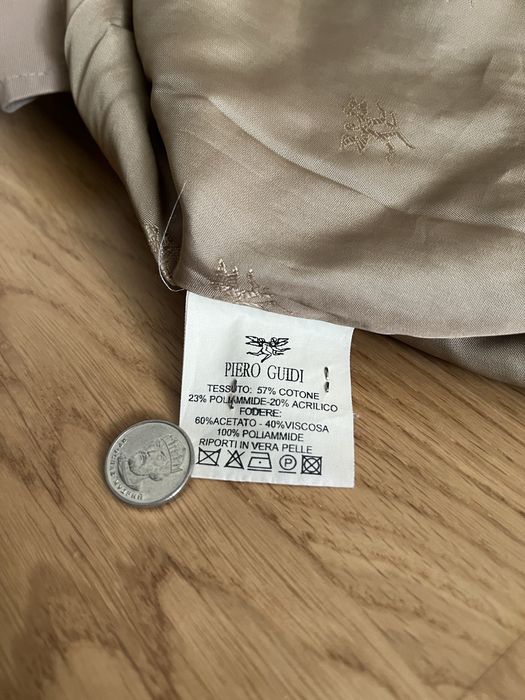 PIERO GUIDI
TESSUTO: 57% COTONE
23% POLIAMMIDE-20% ACRILICO
FODERE:
60%ACETATO - 40%VISCOSA
100% POLIAMMIDE
RIPORTI IN VERA PELLE
P